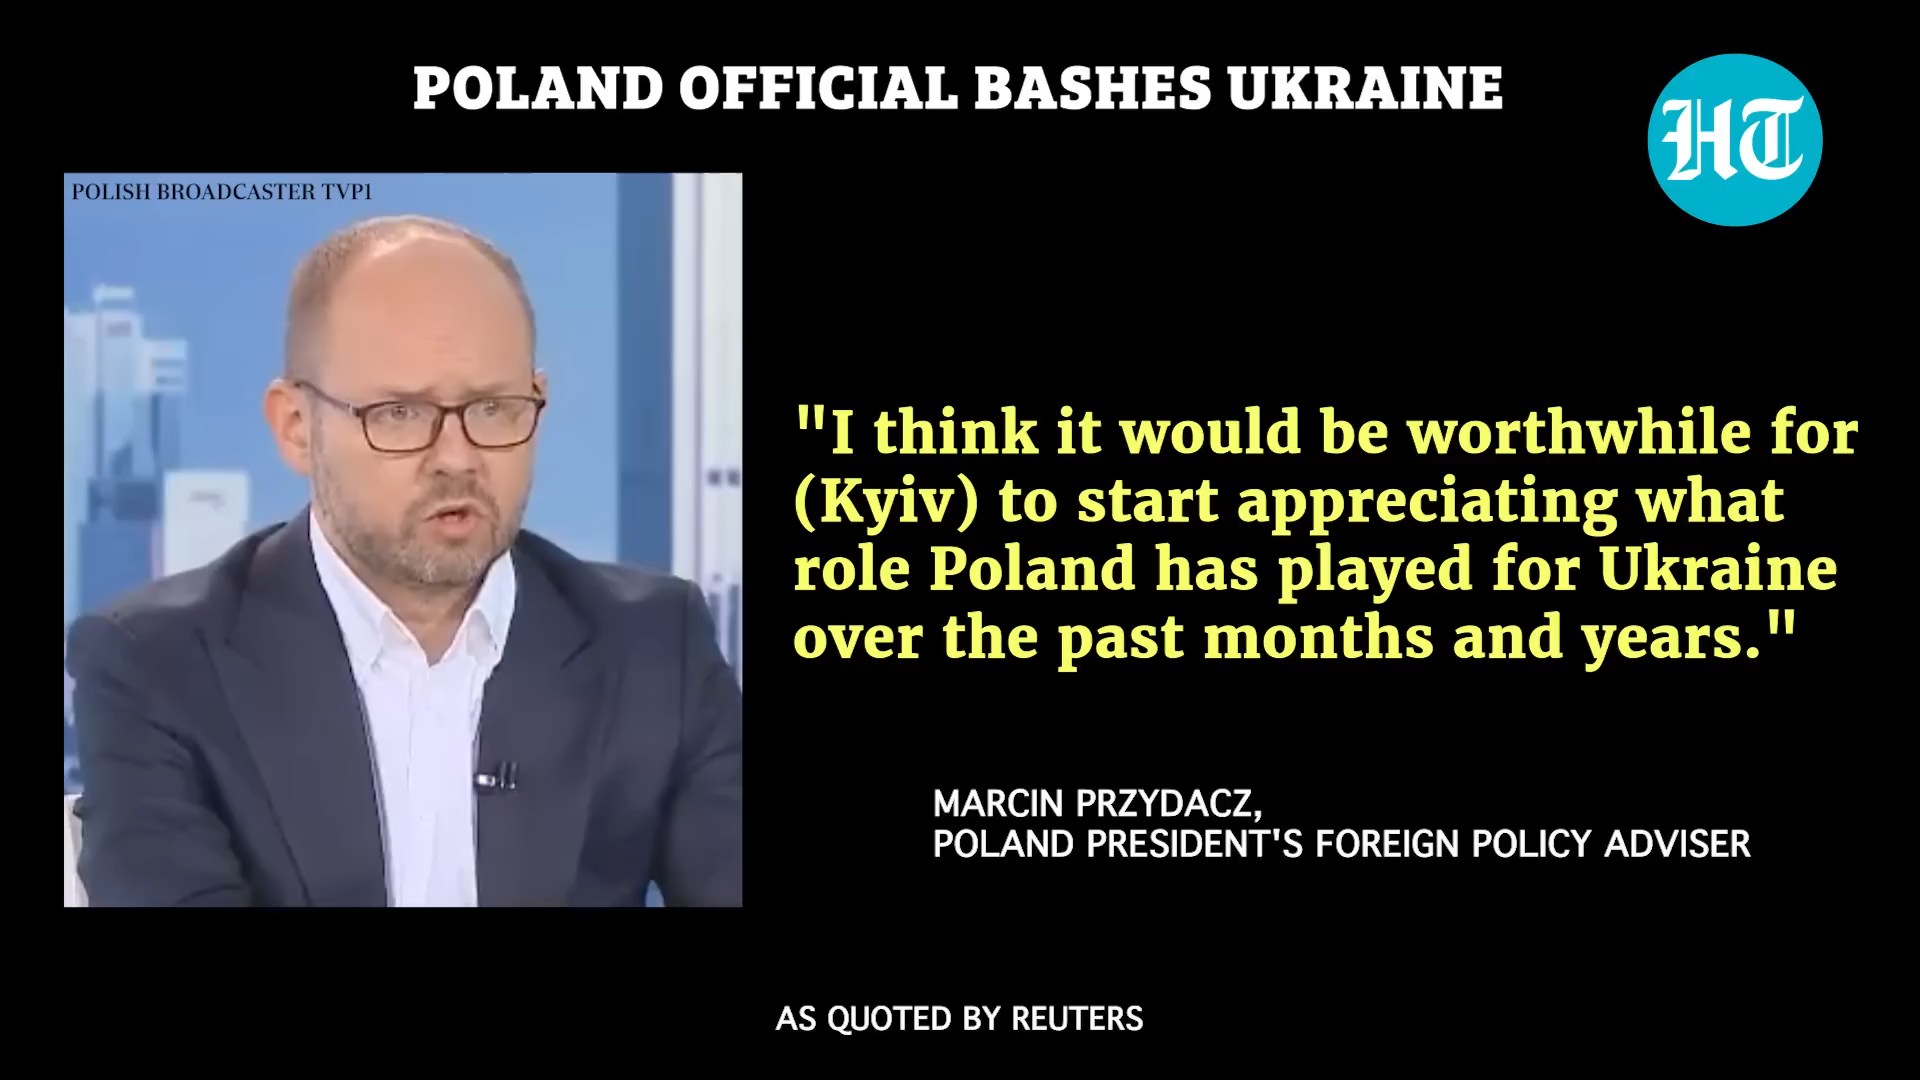 POLAND OFFICIAL BASHES UKRAINE
HT
POLISH BROADCASTER TVP1
"I think it would be worthwhile for
(Kyiv) to start appreciating what
role Poland has played for Ukraine
over the past months and years."
MARCIN PRZYDACZ,
POLAND PRESIDENT'S FOREIGN POLICY ADVISER
AS QUOTED BY REUTERS